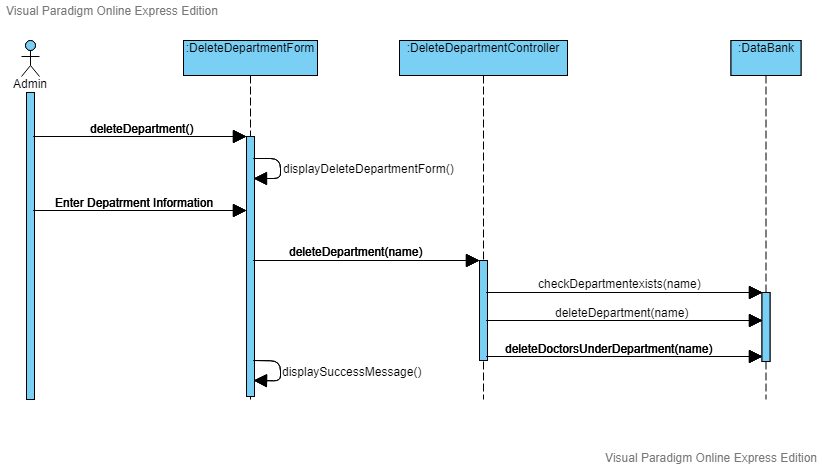 Visual Paradigm Online Express Edition
:DeleteDepartmentForm
:DeleteDepartmentController
:DataBank
Admin
deleteDepartment()
displayDeleteDepartmentForm()
Enter Depatrment Information
deleteDepartment(name)
checkDepartmentexists(name)
deleteDepartment(name)
deleteDoctorsUnderDepartment(name)
displaySuccessMessage()
Visual Paradigm Online Express Edition